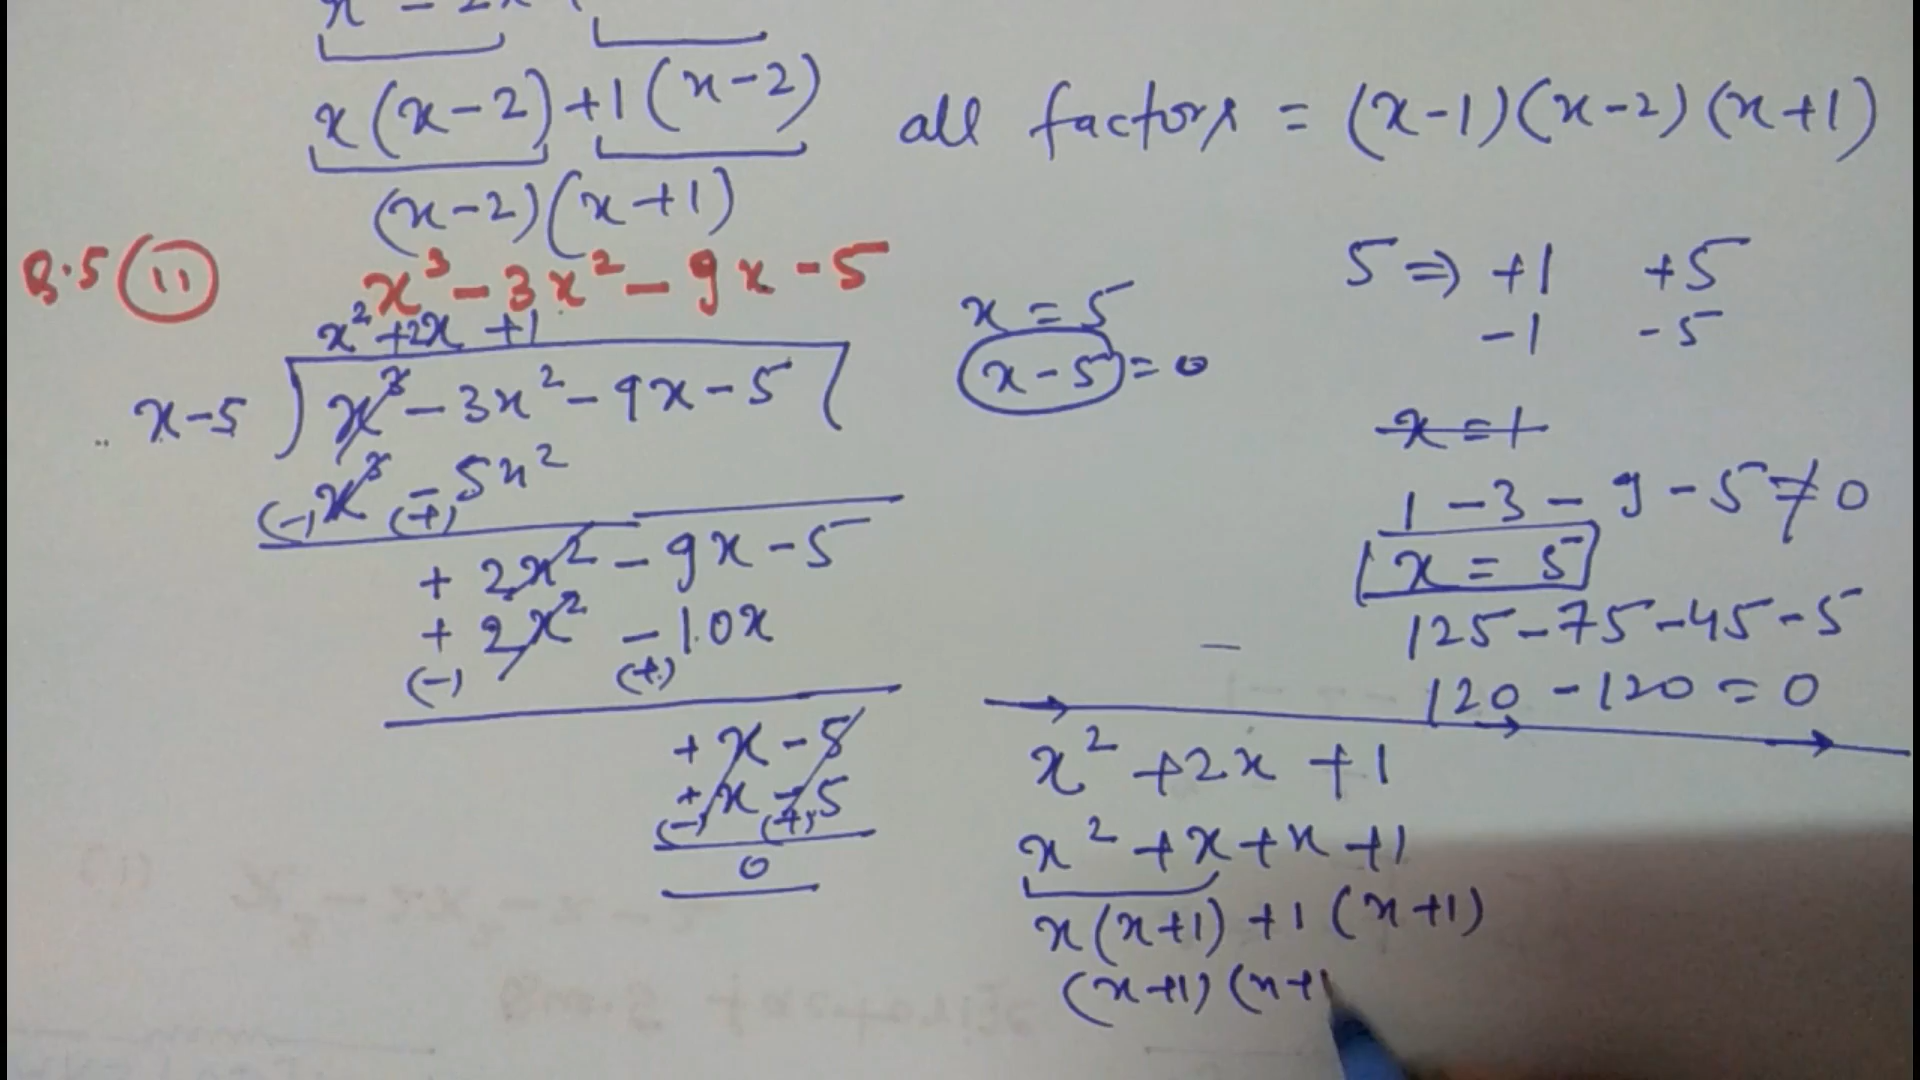 x(x-2)+1(x-2)
(x-2)(x+1)
all factors = (x-1)(x-2)(x+1)
Q.5 (11) x³-3x²-9x-5
x²+2x+1
x-5) x³-3x²-9x-5 (
(-)x³-(+)5x²
+2x²-9x-5
+2x²-10x
(-) (+)
+x-5
+x-5
(-) (+)
0
x=5
(x-5)=0
5⇒ +1 +5
-1 -5
x=1
1-3-9-5≠0
x=5
125-75-45-5
120-120=0
x²+2x+1
x²+x+x+1
x(x+1)+1(x+1)
(x+1)(x+1